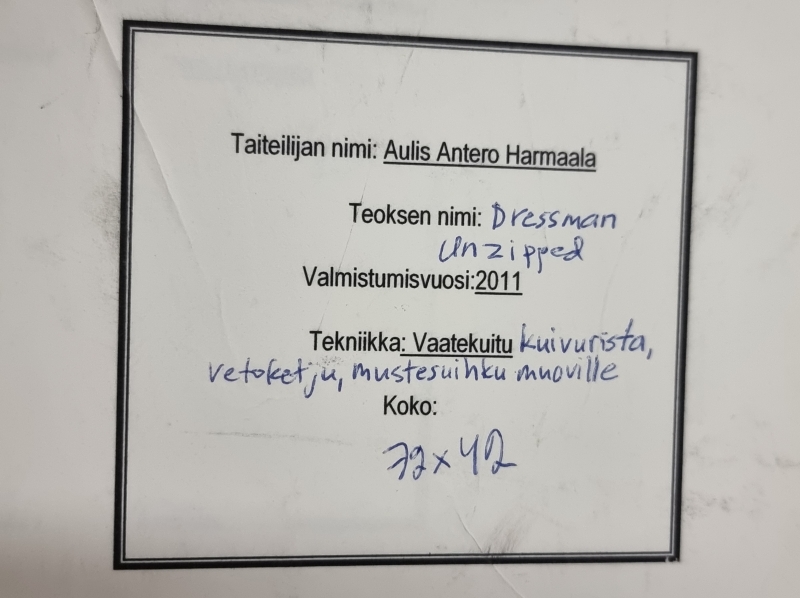 Taiteilijan nimi: Aulis Antero Harmaala
Teoksen nimi: Dressman
Unzipped
Valmistumisvuosi:2011
Tekniikka: Vaatekuitu kuivurista,
vetoketju, mustesuihku muoville
Koko:
72x42